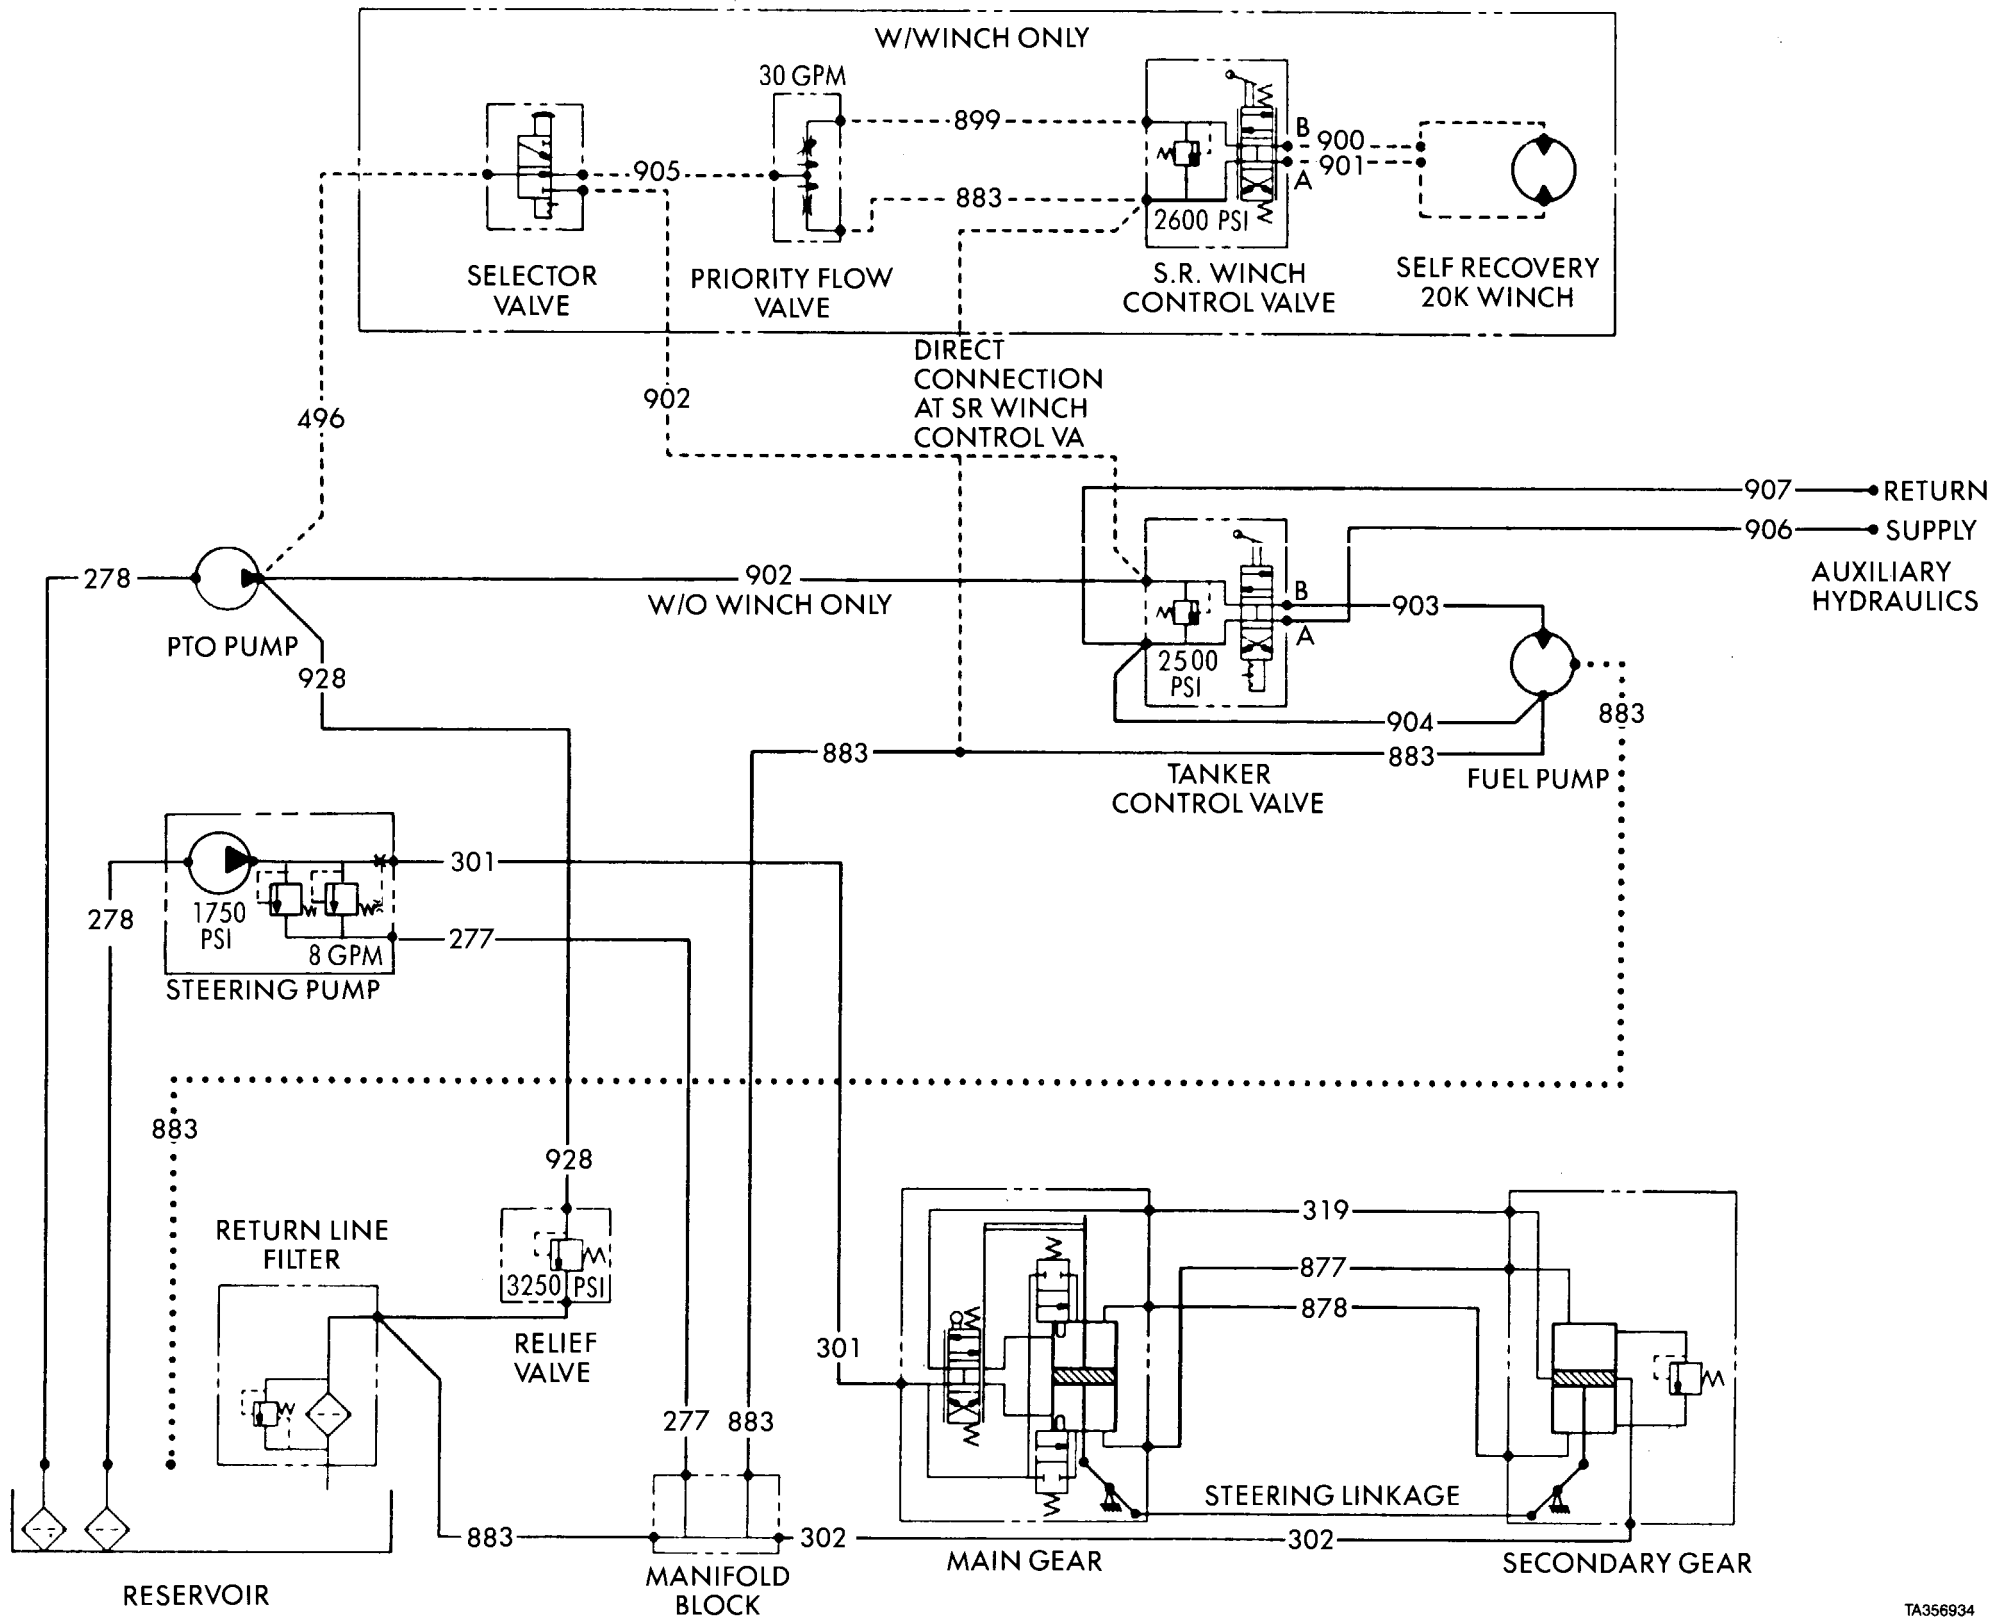 W/WINCH ONLY
30 GPM
899
B
900
901
A
905
883
2600 PSI
SELECTOR
VALVE
PRIORITY FLOW
VALVE
S.R. WINCH
CONTROL VALVE
SELF RECOVERY
20K WINCH
DIRECT
CONNECTION
AT SR WINCH
CONTROL VA
496
902
907
RETURN
906
SUPPLY
AUXILIARY
HYDRAULICS
278
902
W/O WINCH ONLY
B
903
A
PTO PUMP
2500
PSI
928
904
883
883
883
TANKER
CONTROL VALVE
FUEL PUMP
301
278
1750
PSI
277
8 GPM
STEERING PUMP
883
928
RETURN LINE
FILTER
319
877
3250 PSI
878
RELIEF
VALVE
301
277
883
STEERING LINKAGE
883
302
302
MAIN GEAR
SECONDARY GEAR
MANIFOLD
BLOCK
RESERVOIR
TA356934